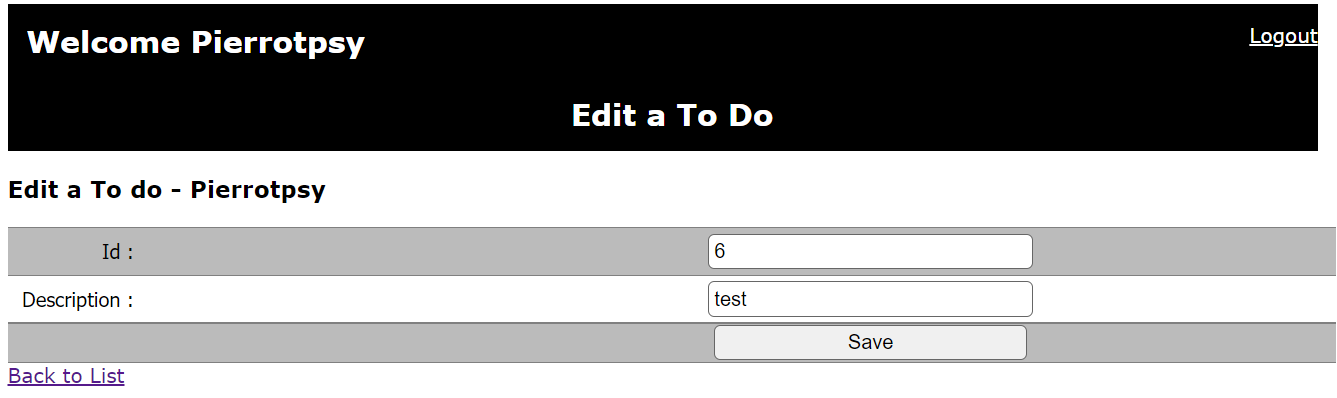 Welcome Pierrotpsy
Logout
Edit a To Do
Edit a To do - Pierrotpsy
Id : 6
Description : test
Save
Back to List